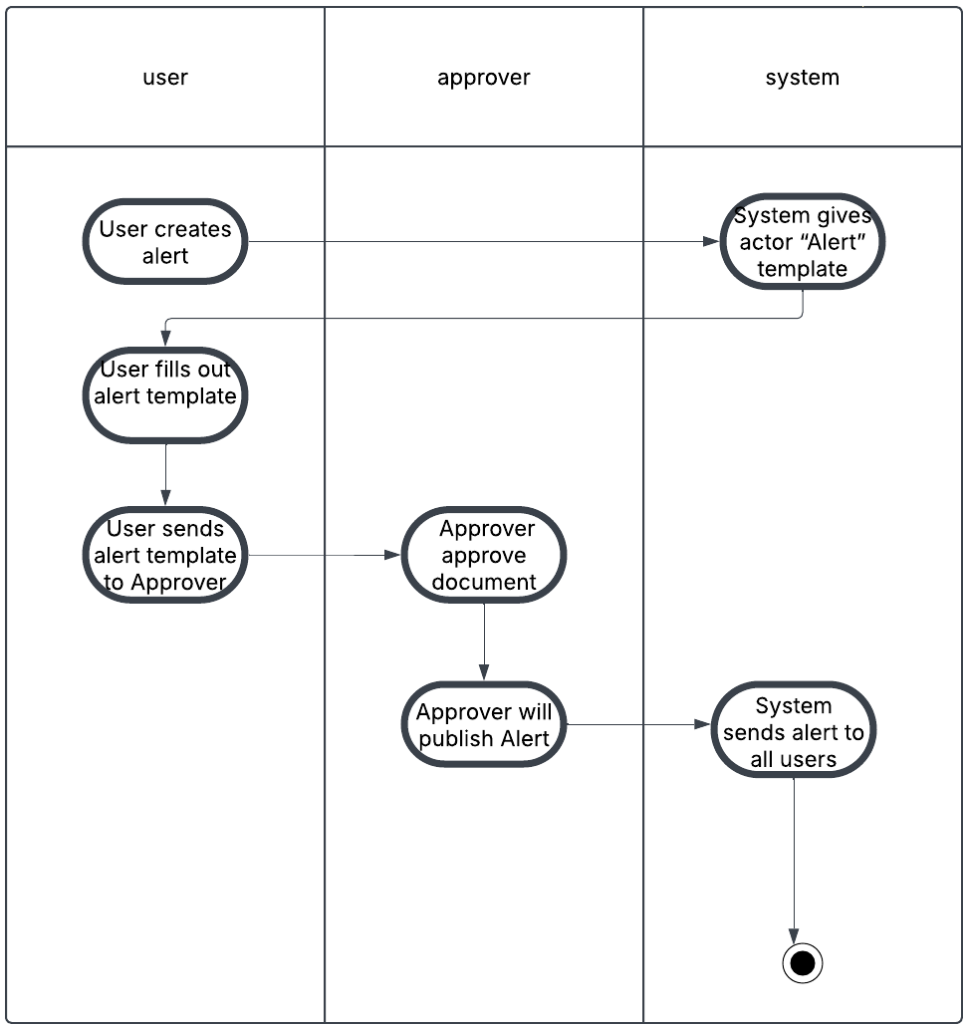 user
approver
system
User creates
alert
System gives
actor “Alert”
template
User fills out
alert template
User sends
alert template
to Approver
Approver
approve
document
Approver will
publish Alert
System
sends alert to
all users